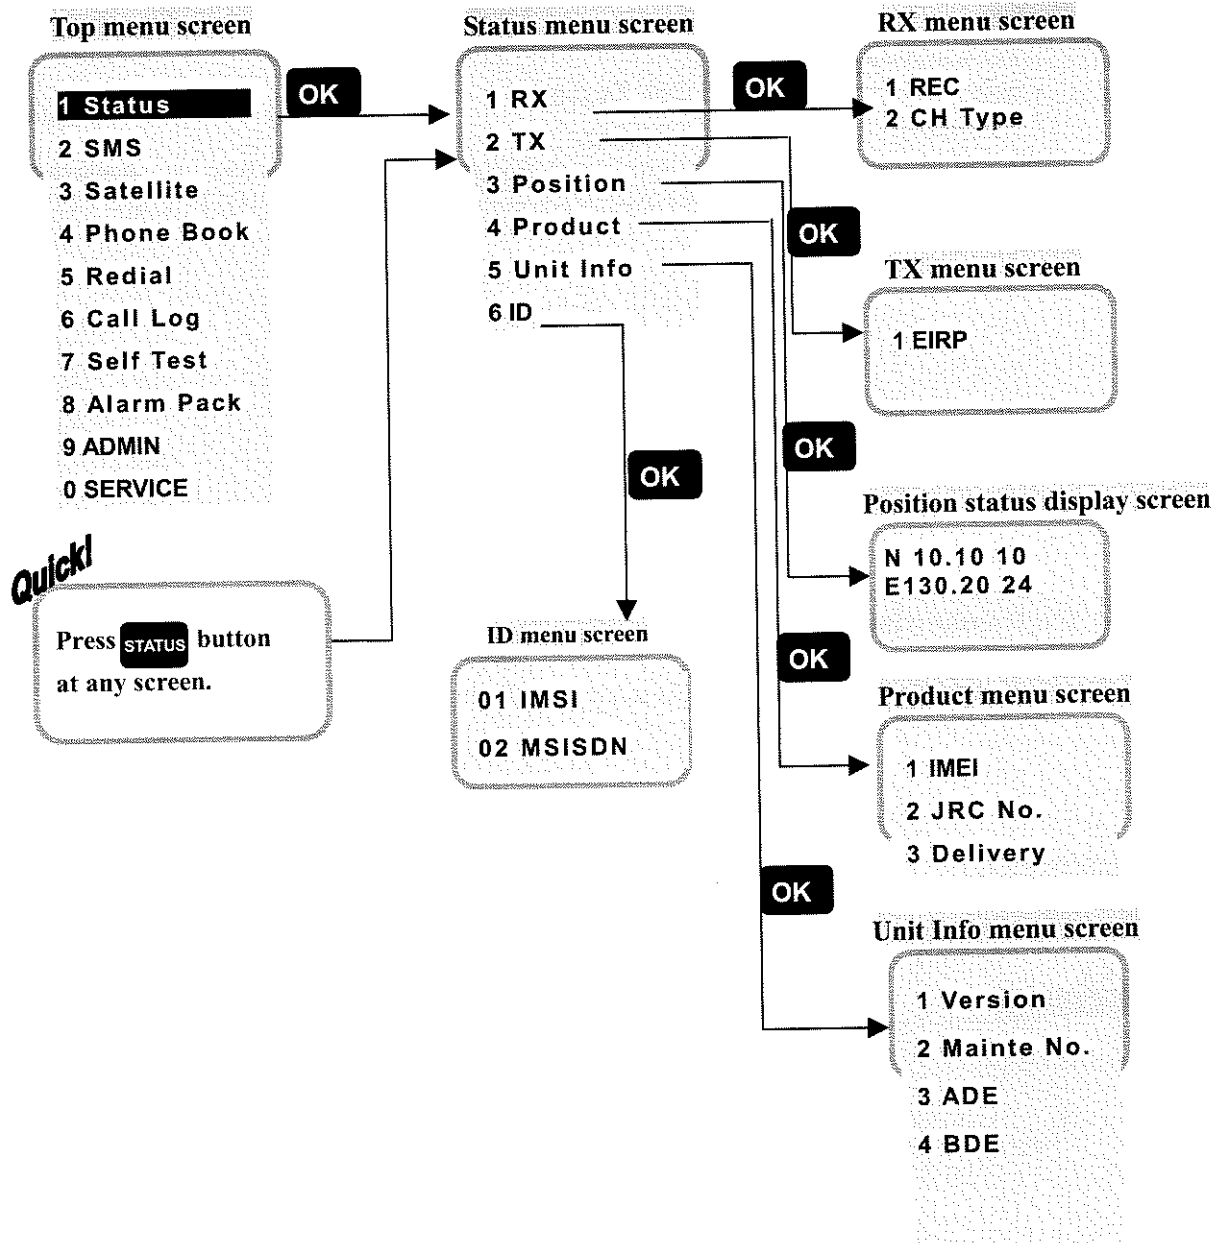 Top menu screen
1 Status
2 SMS
3 Satellite
4 Phone Book
5 Redial
6 Call Log
7 Self Test
8 Alarm Pack
9 ADMIN
0 SERVICE
OK
Quick!
Press STATUS button
at any screen.
Status menu screen
1 RX
2 TX
3 Position
4 Product
5 Unit Info
6 ID
OK
ID menu screen
01 IMSI
02 MSISDN
OK
RX menu screen
1 REC
2 CH Type
OK
TX menu screen
1 EIRP
OK
Position status display screen
N 10.10 10
E130.20 24
OK
Product menu screen
1 IMEI
2 JRC No.
3 Delivery
OK
Unit Info menu screen
1 Version
2 Mainte No.
3 ADE
4 BDE